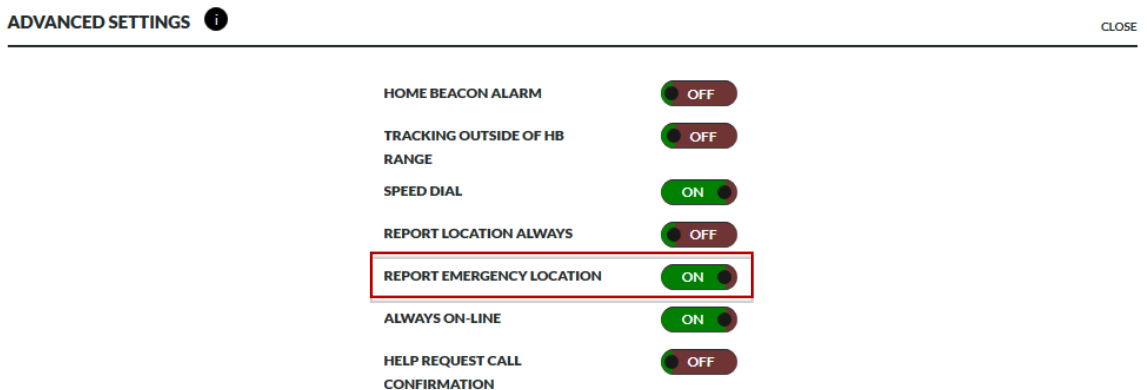 ADVANCED SETTINGS i
CLOSE
HOME BEACON ALARM OFF
TRACKING OUTSIDE OF HB OFF
RANGE
SPEED DIAL ON
REPORT LOCATION ALWAYS OFF
REPORT EMERGENCY LOCATION ON
ALWAYS ON-LINE ON
HELP REQUEST CALL OFF
CONFIRMATION